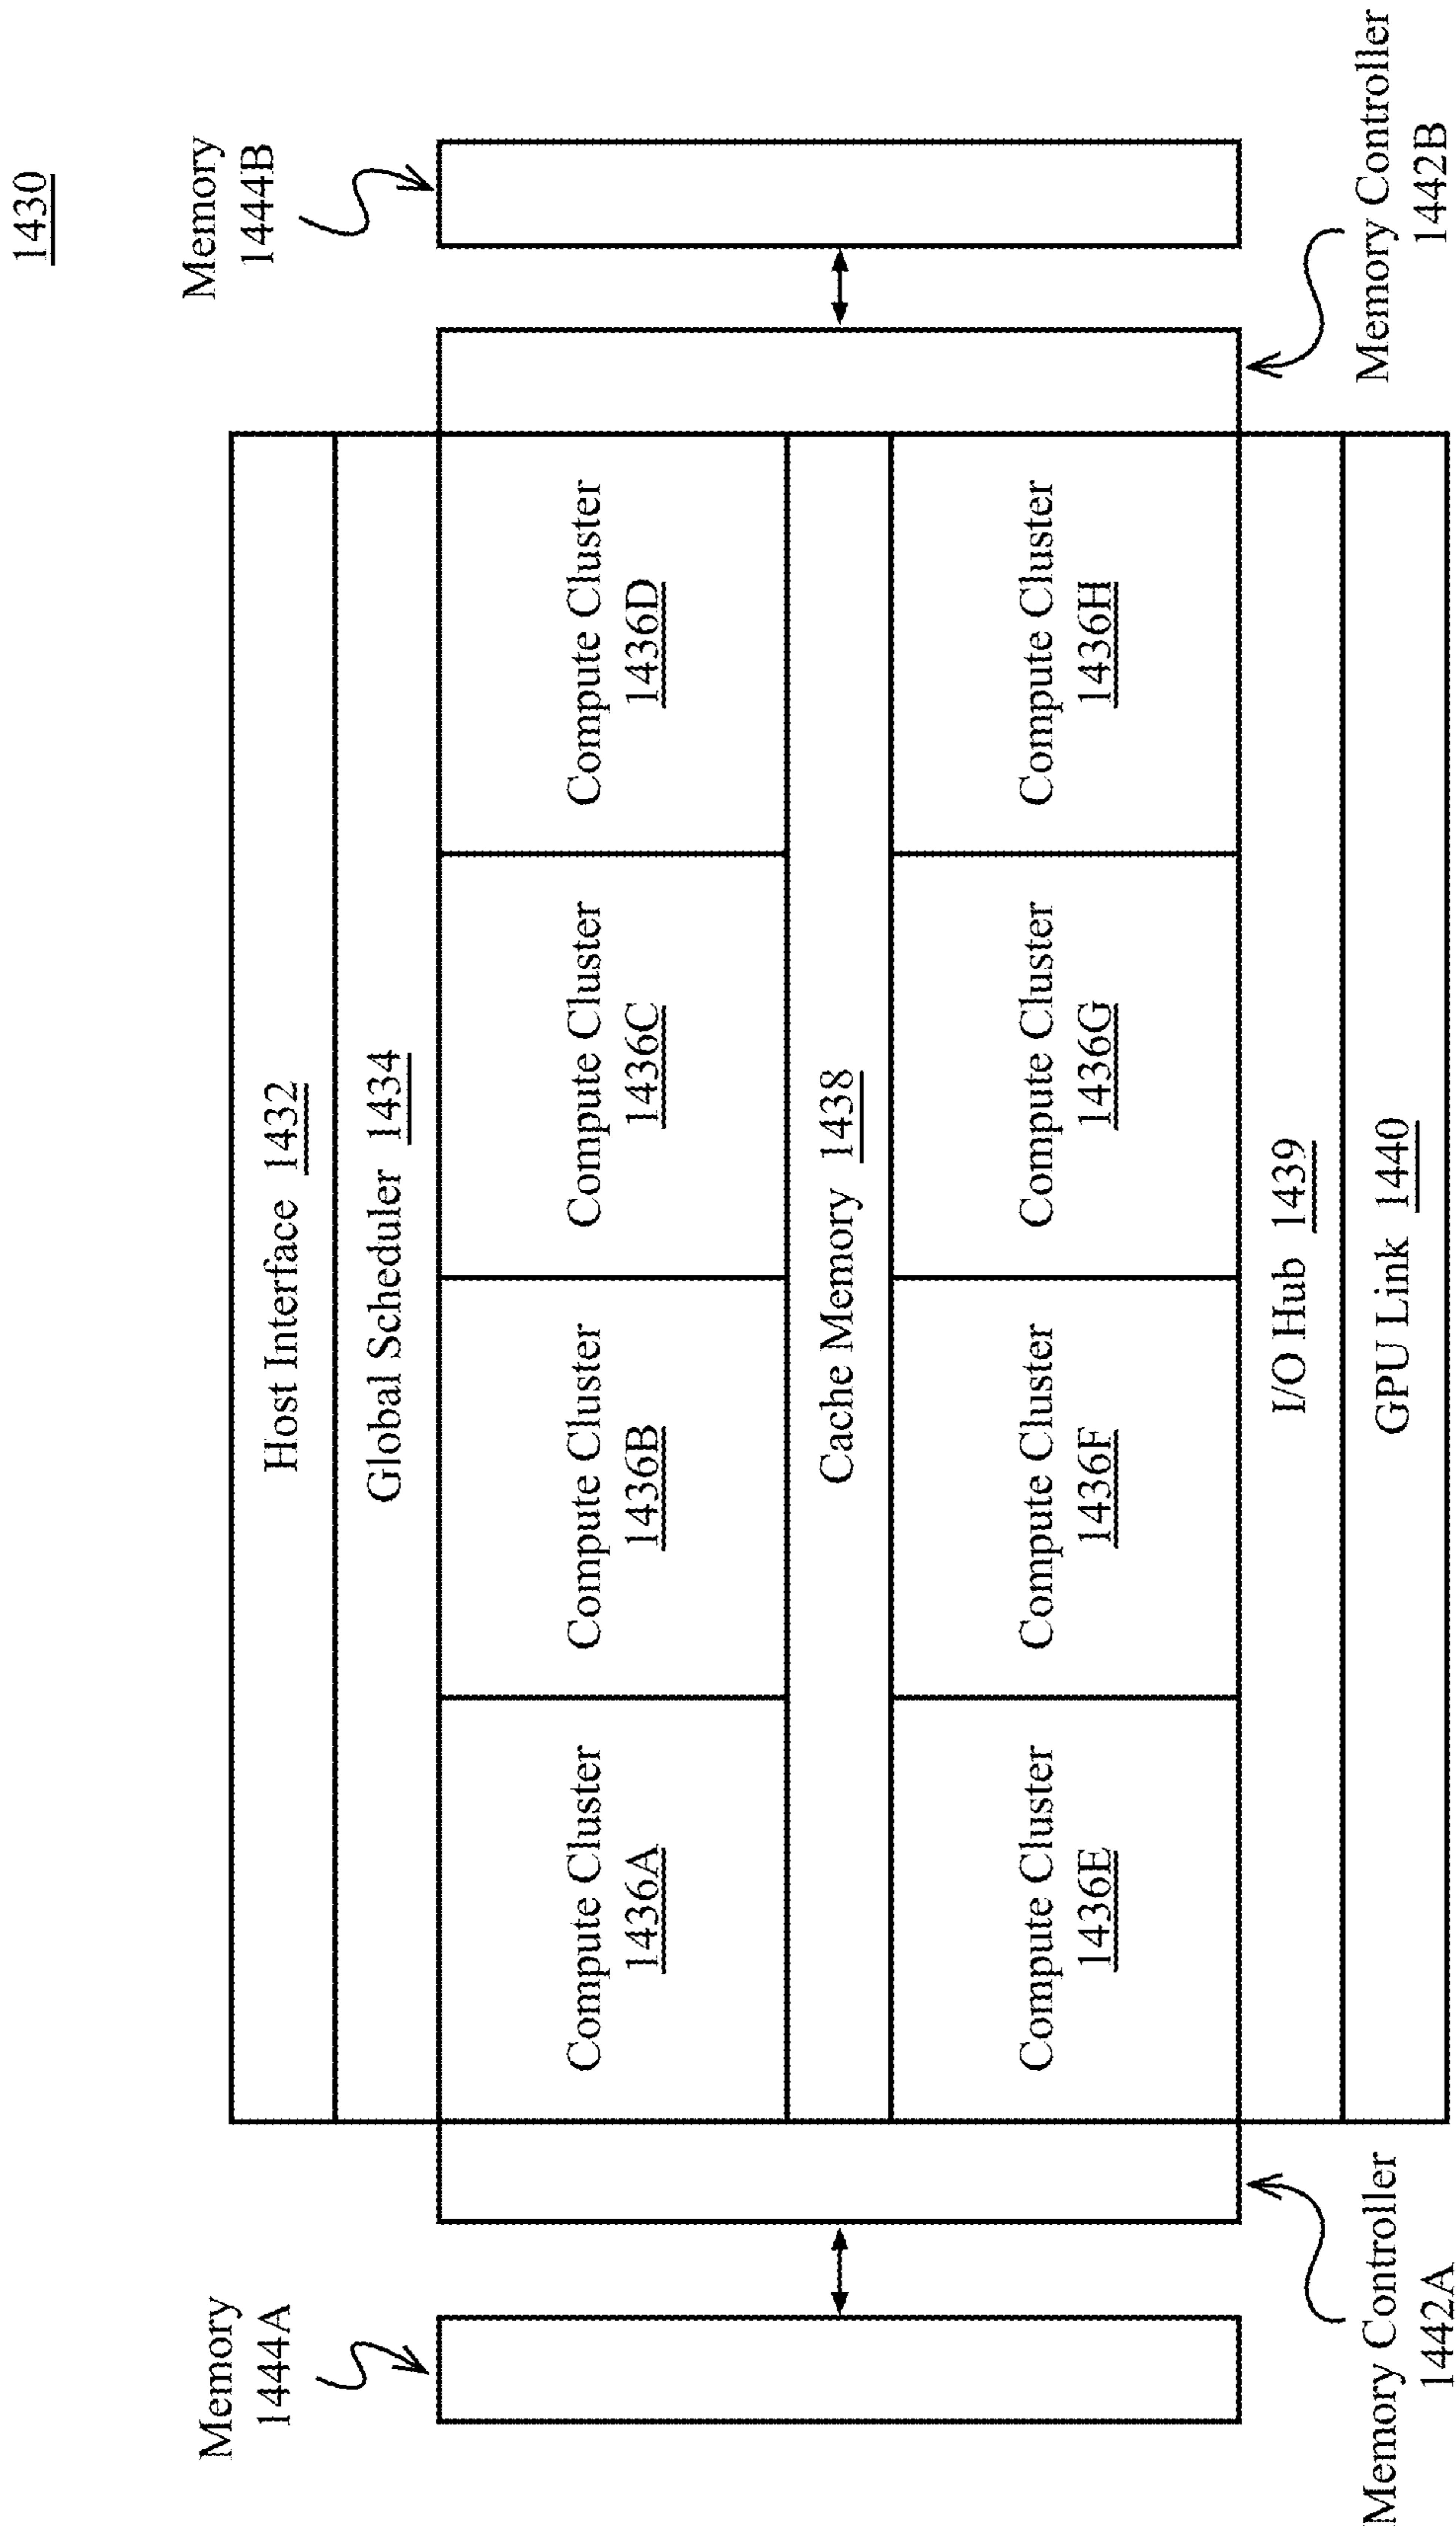 1430
Memory
1444B
Memory
1444A
Host Interface 1432
Global Scheduler 1434
Compute Cluster
1436A
Compute Cluster
1436B
Compute Cluster
1436C
Compute Cluster
1436D
Cache Memory 1438
Compute Cluster
1436E
Compute Cluster
1436F
Compute Cluster
1436G
Compute Cluster
1436H
I/O Hub 1439
GPU Link 1440
Memory Controller
1442A
Memory Controller
1442B